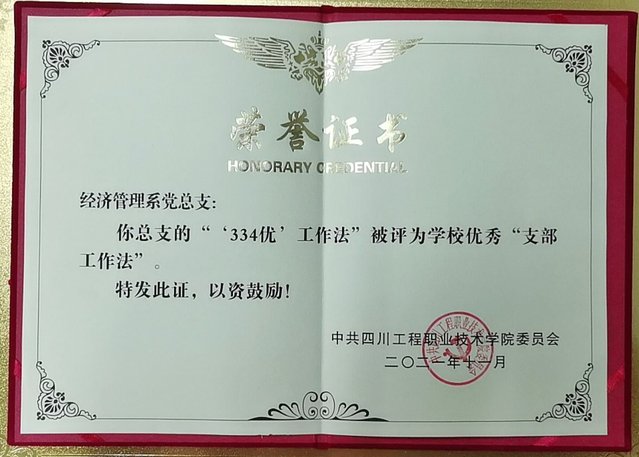 荣誉证书
HONORARY CREDENTIAL
经济管理系党总支：
你总支的“‘334优’工作法”被评为学校优秀“支部
工作法”。
特发此证，以资鼓励！
中共四川工程职业技术学院委员会
二〇二一年十一月